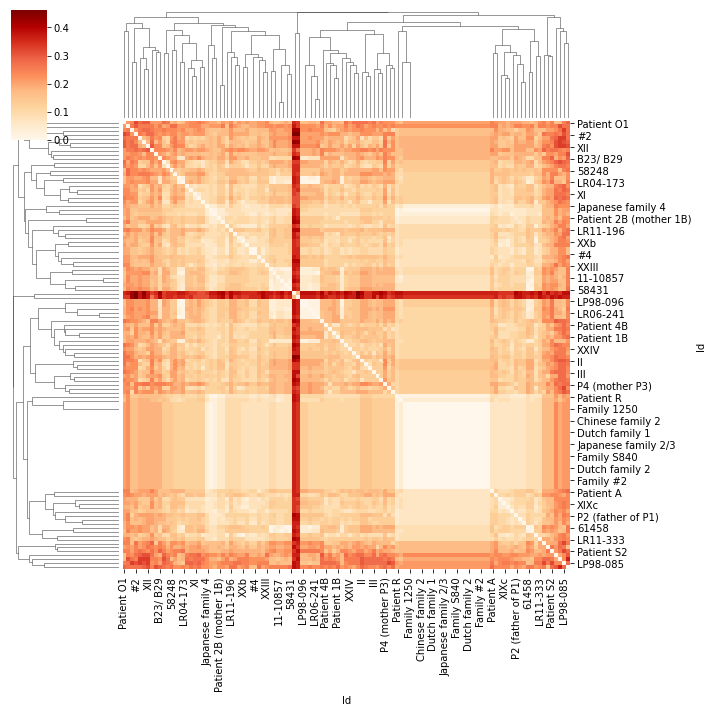 0.4
0.3
0.2
0.1
0.0
Patient O1
#2
XII
B23/ B29
58248
LR04-173
XI
Japanese family 4
Patient 2B (mother 1B)
LR11-196
XXb
#4
XXIII
11-10857
58431
LP98-096
LR06-241
Patient 4B
Patient 1B
XXIV
II
III
P4 (mother P3)
Patient R
Family 1250
Chinese family 2
Dutch family 1
Japanese family 2/3
Family S840
Dutch family 2
Family #2
Patient A
XIXc
P2 (father of P1)
61458
LR11-333
Patient S2
LP98-085
Id
Patient O1
#2
XII
B23/ B29
58248
LR04-173
XI
Japanese family 4
Patient 2B (mother 1B)
LR11-196
XXb
#4
XXIII
11-10857
58431
LP98-096
LR06-241
Patient 4B
Patient 1B
XXIV
II
III
P4 (mother P3)
Patient R
Family 1250
Chinese family 2
Dutch family 1
Japanese family 2/3
Family S840
Dutch family 2
Family #2
Patient A
XIXc
P2 (father of P1)
61458
LR11-333
Patient S2
LP98-085
Id